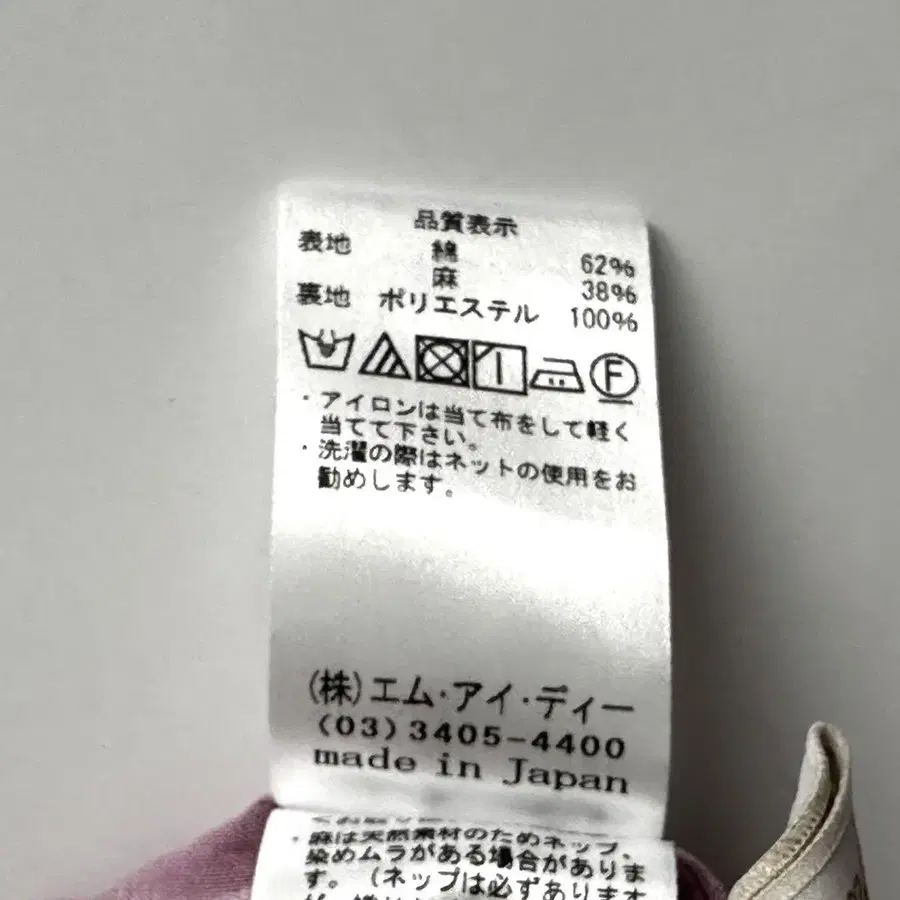 品質表示
表地 綿 62%
麻 38%
裏地 ポリエステル 100%
F
・アイロンは当て布をして軽く
当てて下さい。
・洗濯の際はネットの使用をお
勧めします。
(株)エム・アイ・ディー
(03)3405-4400
made in Japan
・麻は天然素材のためネップ、
染めムラがある場合がありま
す。(ネップは必ずあります